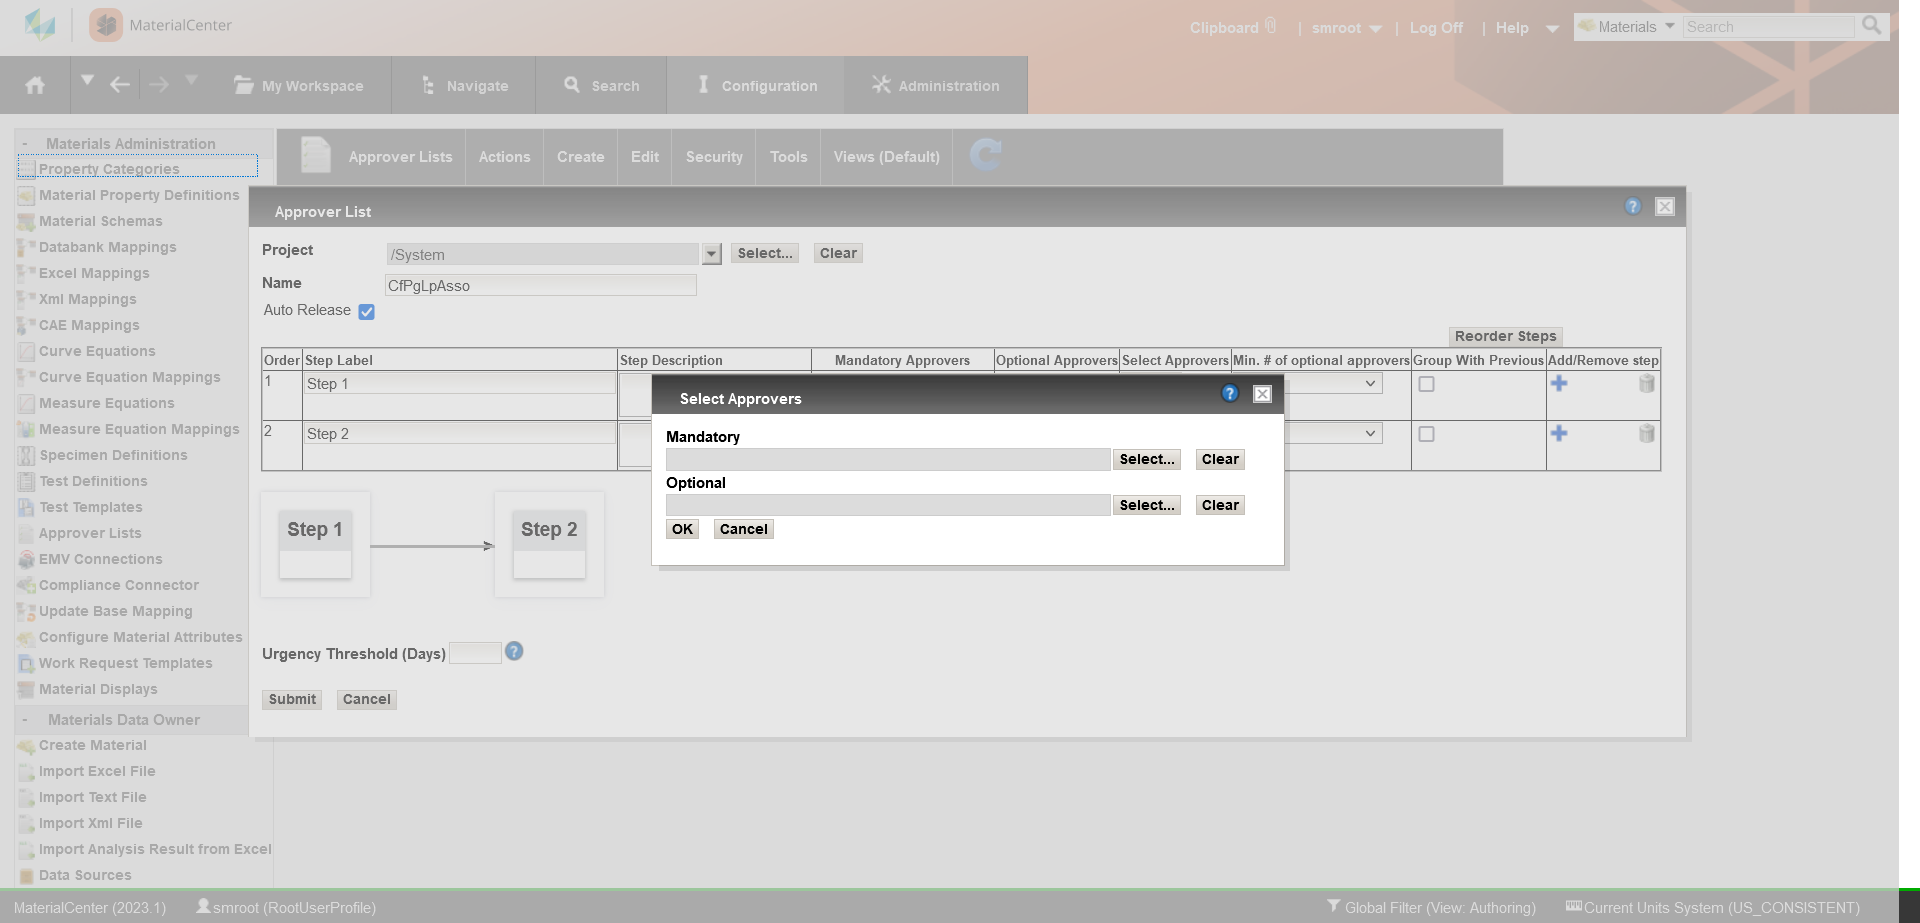 MaterialCenter
Clipboard | smroot | Log Off | Help Materials Search
My Workspace Navigate Search Configuration Administration
- Materials Administration
Property Categories
Material Property Definitions
Material Schemas
Databank Mappings
Excel Mappings
Xml Mappings
CAE Mappings
Curve Equations
Curve Equation Mappings
Measure Equations
Measure Equation Mappings
Specimen Definitions
Test Definitions
Test Templates
Approver Lists
EMV Connections
Compliance Connector
Update Base Mapping
Configure Material Attributes
Work Request Templates
Material Displays
- Materials Data Owner
Create Material
Import Excel File
Import Text File
Import Xml File
Import Analysis Result from Excel
Data Sources
Approver Lists Actions Create Edit Security Tools Views (Default)
Approver List ?
Project /System Select... Clear
Name CfPgLpAsso
Auto Release
Reorder Steps
Order Step Label Step Description Mandatory Approvers Optional Approvers Select Approvers Min. # of optional approvers Group With Previous Add/Remove step
1 Step 1
2 Step 2
Select Approvers ?
Mandatory
Select... Clear
Optional
Select... Clear
OK Cancel
Step 1 Step 2
Urgency Threshold (Days) ?
Submit Cancel
MaterialCenter (2023.1) smroot (RootUserProfile) Global Filter (View: Authoring) Current Units System (US_CONSISTENT)